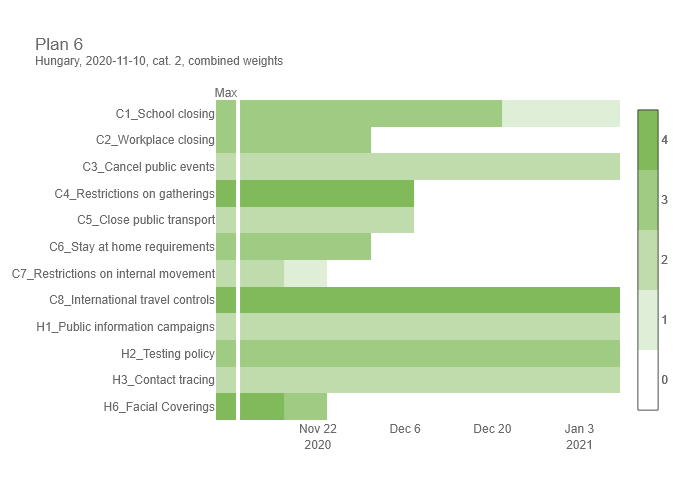 Plan 6
Hungary, 2020-11-10, cat. 2, combined weights
Max
C1_School closing
C2_Workplace closing
C3_Cancel public events
C4_Restrictions on gatherings
C5_Close public transport
C6_Stay at home requirements
C7_Restrictions on internal movement
C8_International travel controls
H1_Public information campaigns
H2_Testing policy
H3_Contact tracing
H6_Facial Coverings
Nov 22 Dec 6 Dec 20 Jan 3
2020 2021
4
3
2
1
0